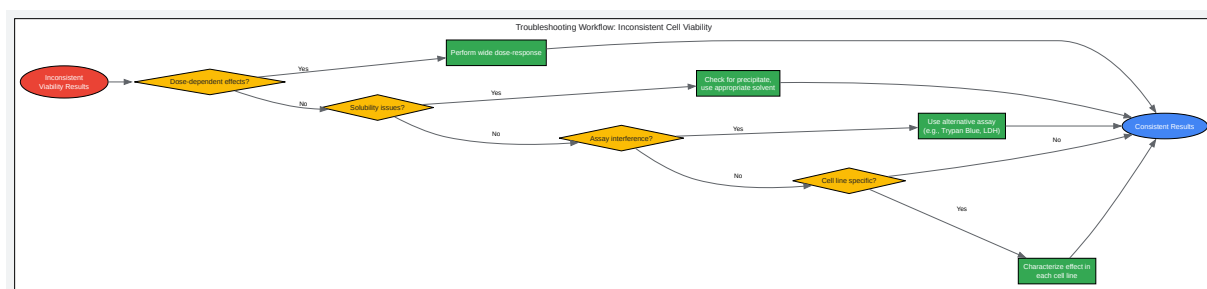 Troubleshooting Workflow: Inconsistent Cell Viability
Inconsistent
Viability Results
Dose-dependent effects?
Yes
Perform wide dose-response
No
Solubility issues?
Yes
Check for precipitate,
use appropriate solvent
No
Assay interference?
Yes
Use alternative assay
(e.g., Trypan Blue, LDH)
No
Cell line specific?
No
Consistent Results
Yes
Characterize effect in
each cell line